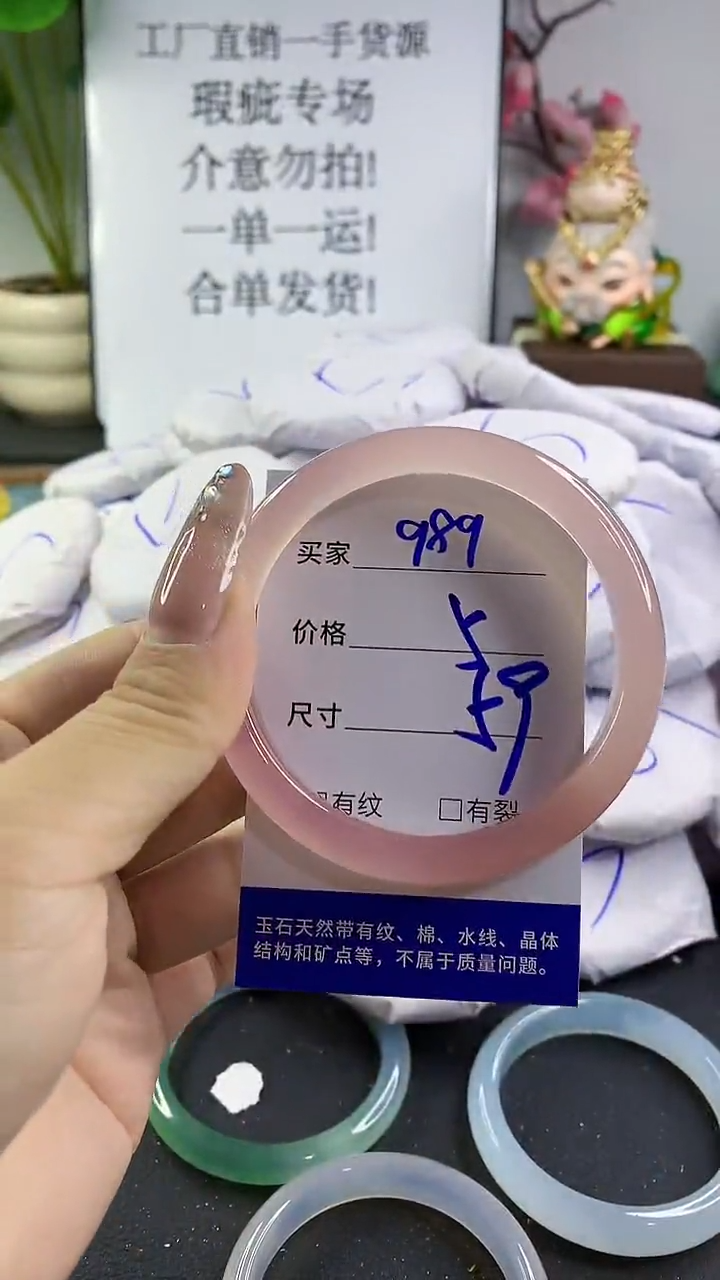 工厂直销一手货源
瑕疵专场
介意勿拍!
一单一运!
合单发货!
买家 989
价格
尺寸 59
有纹 □有裂
玉石天然带有纹、棉、水线、晶体
结构和矿点等，不属于质量问题。